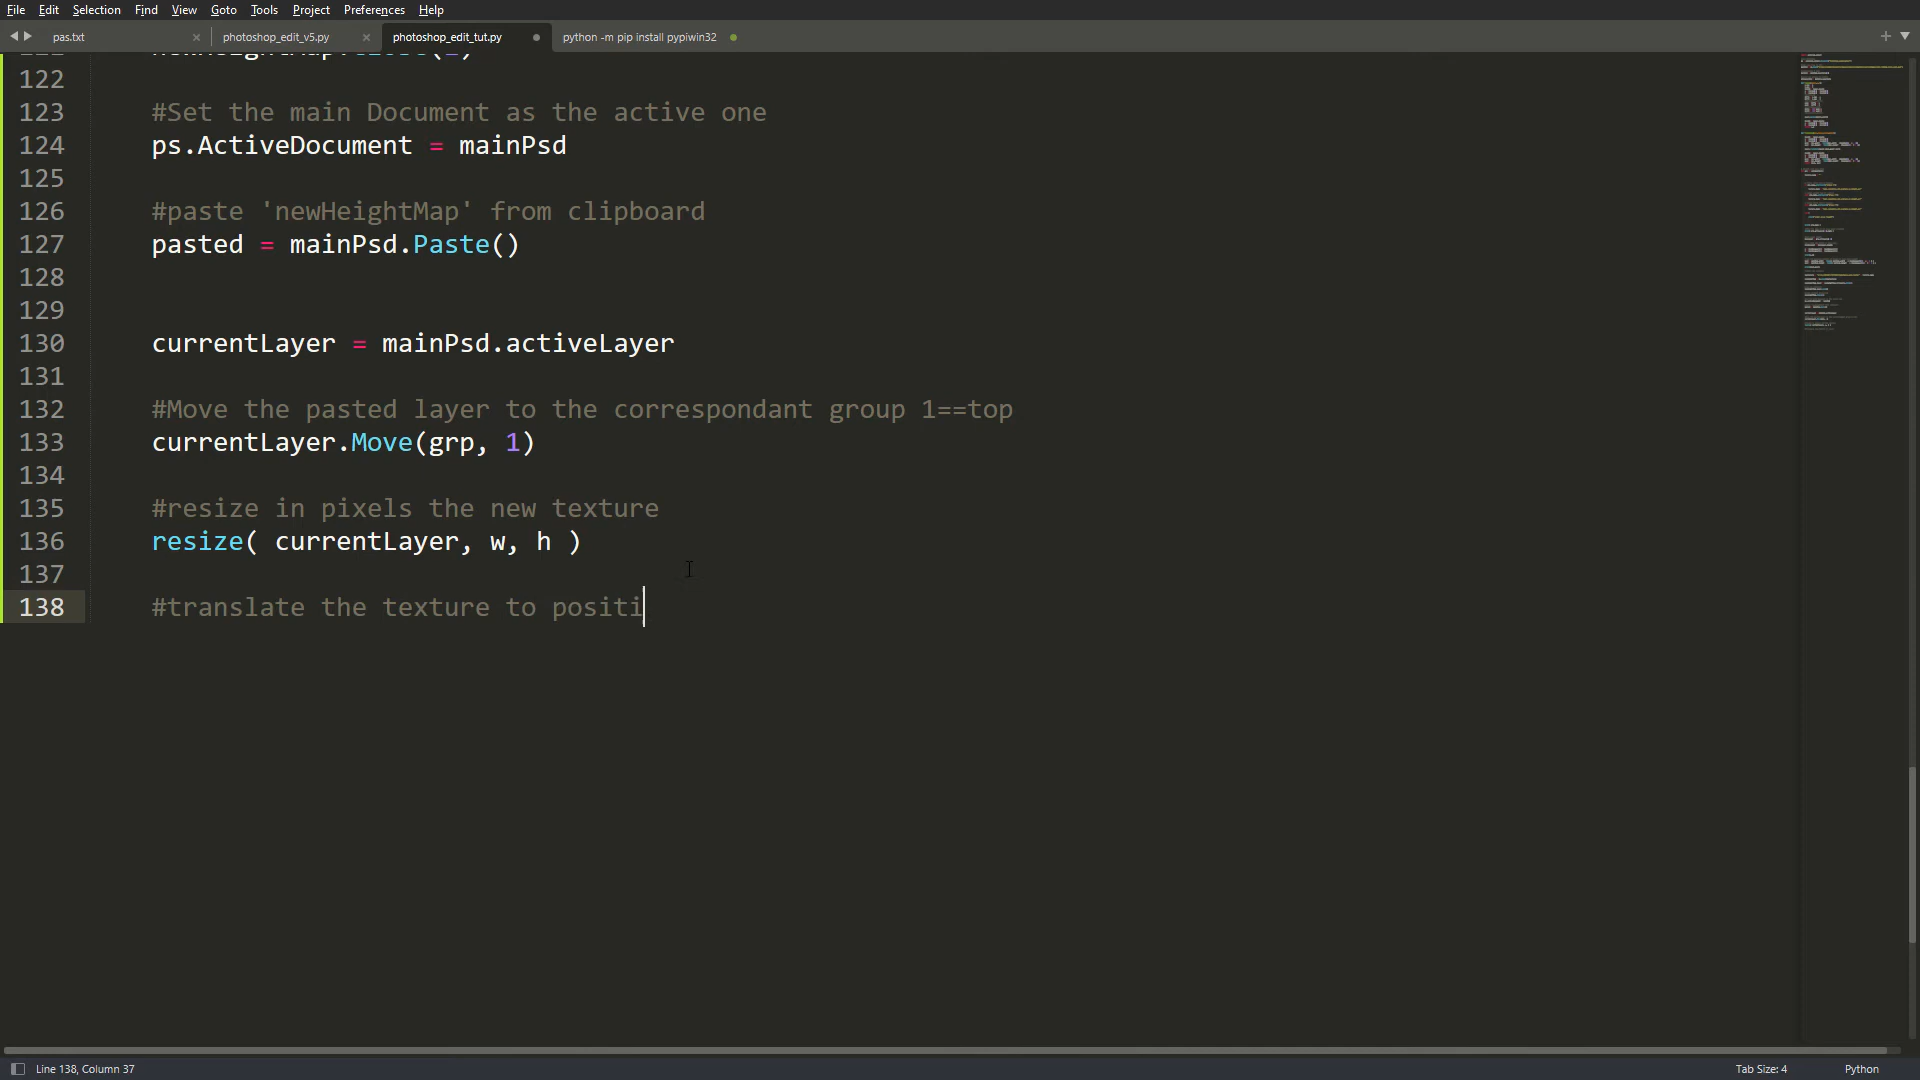 File Edit Selection Find View Goto Tools Project Preferences Help
pas.txt × photoshop_edit_v5.py × photoshop_edit_tut.py python -m pip install pypiwin32
122
123 #Set the main Document as the active one
124 ps.ActiveDocument = mainPsd
125
126 #paste 'newHeightMap' from clipboard
127 pasted = mainPsd.Paste()
128
129
130 currentLayer = mainPsd.activeLayer
131
132 #Move the pasted layer to the correspondant group 1==top
133 currentLayer.Move(grp, 1)
134
135 #resize in pixels the new texture
136 resize( currentLayer, w, h )
137
138 #translate the texture to positi
Line 138, Column 37 Tab Size: 4 Python